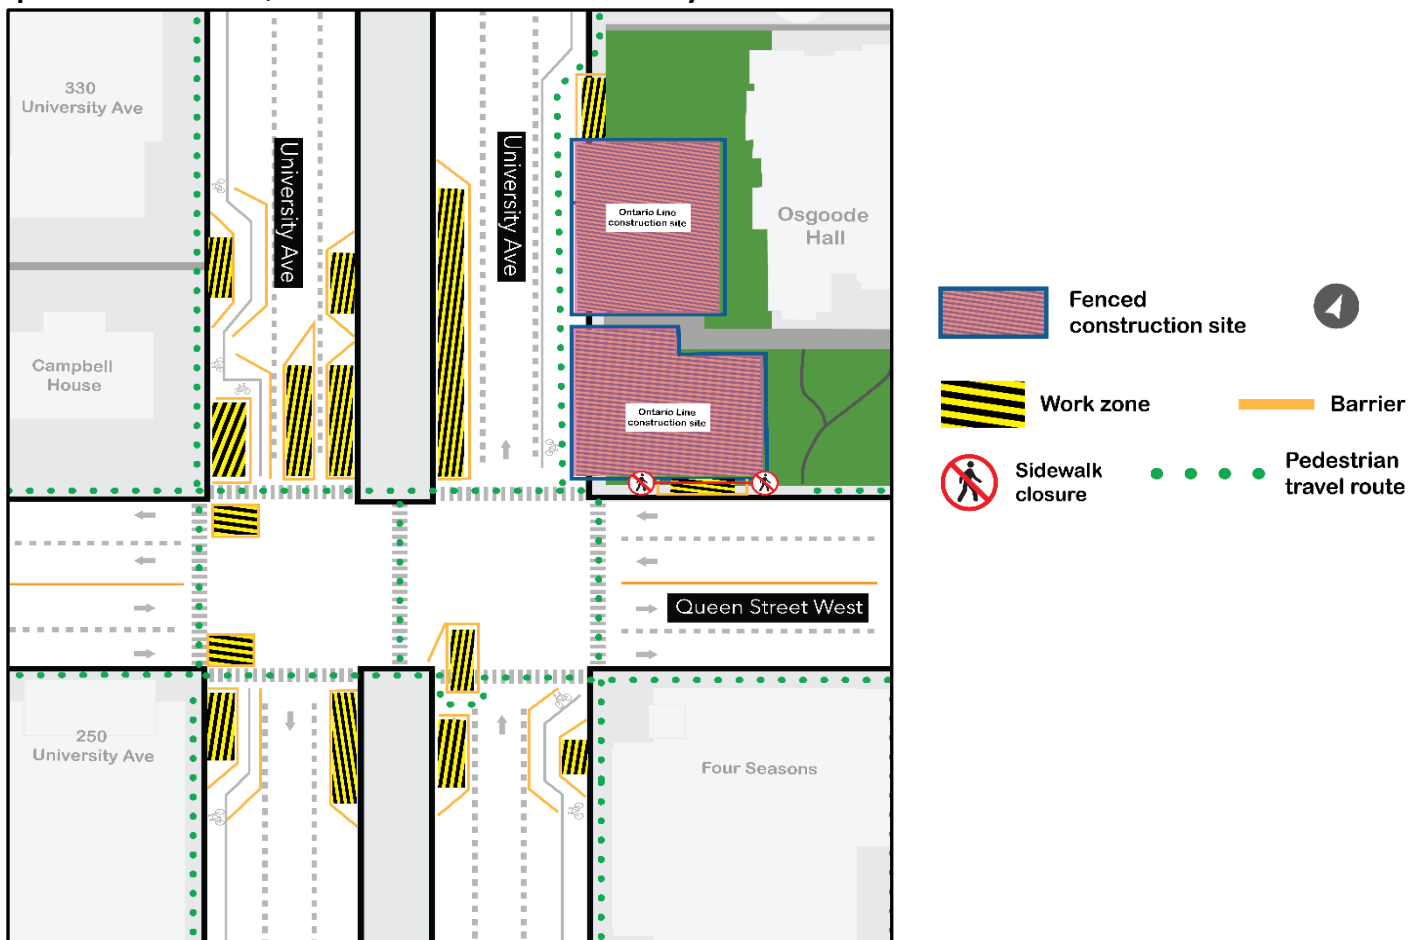 330
University Ave
University Ave
University Ave
Ontario Line
construction site
Osgoode
Hall
Campbell
House
Ontario Line
construction site
Queen Street West
250
University Ave
Four Seasons
Fenced
construction site
Work zone
Barrier
Sidewalk
closure
Pedestrian
travel route